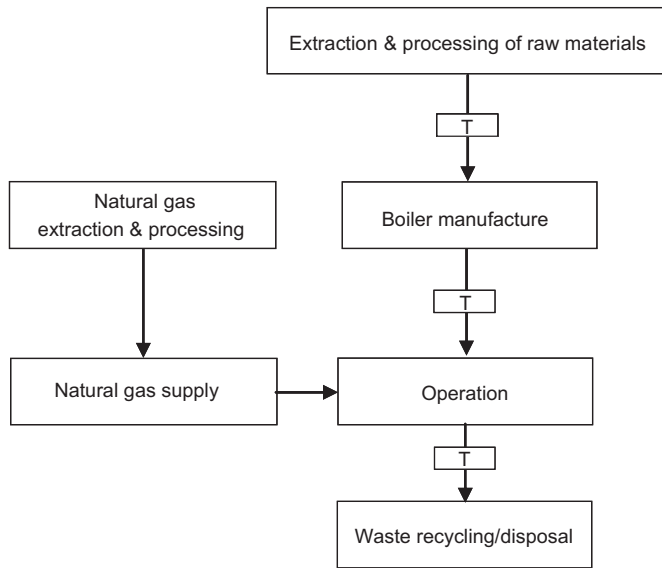 Extraction & processing of raw materials
T
Natural gas
extraction & processing
Boiler manufacture
T
Natural gas supply
Operation
T
Waste recycling/disposal